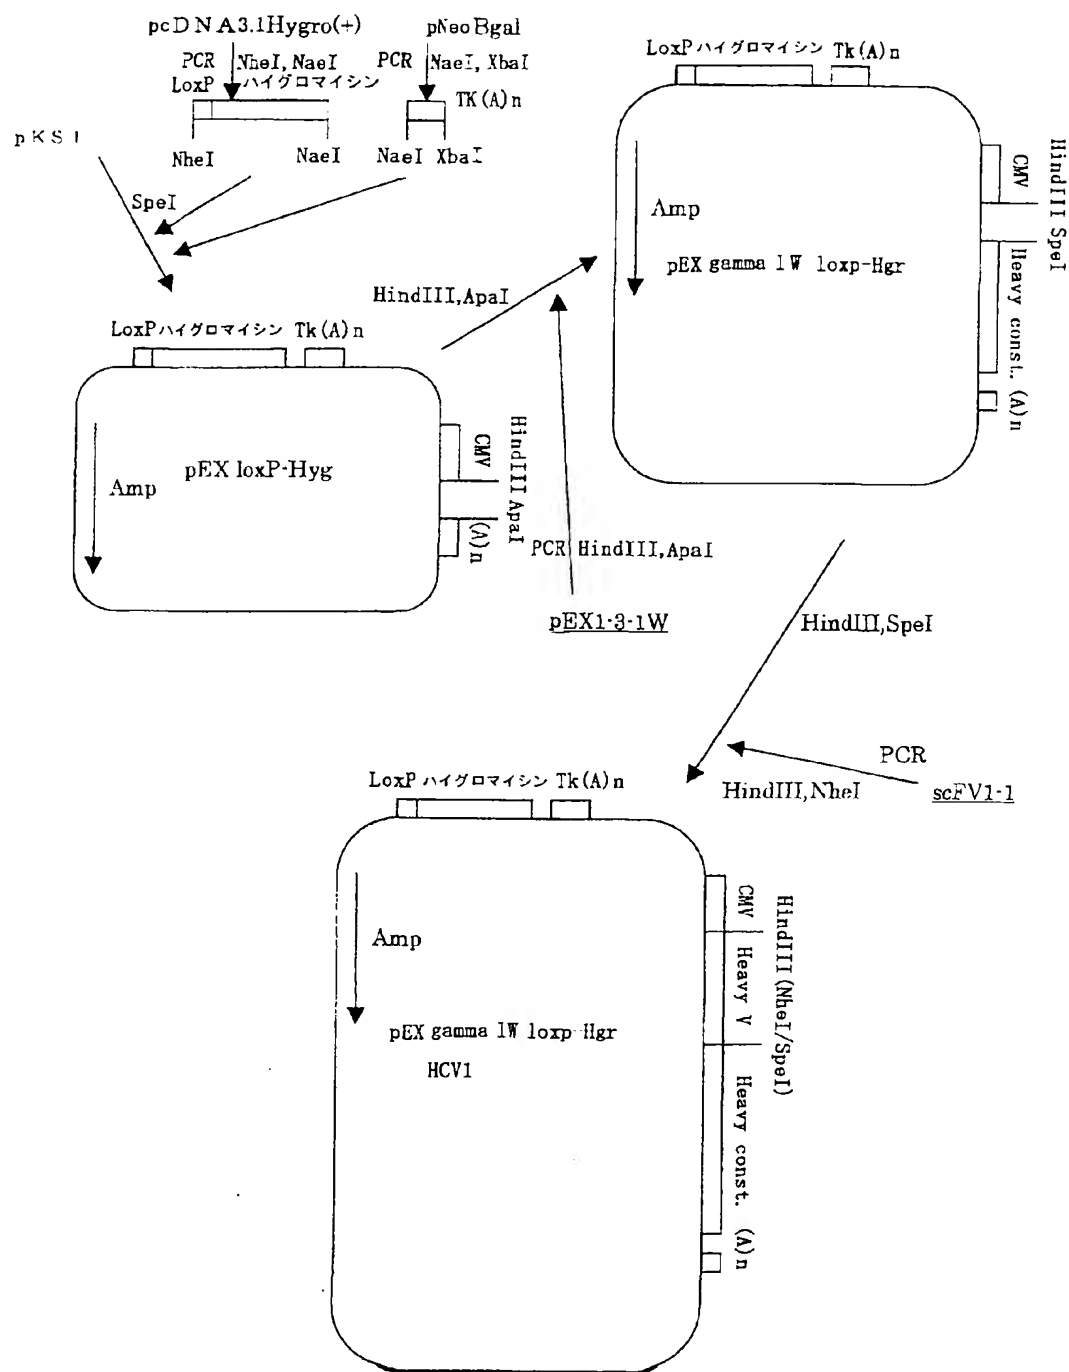 pcDNA3.1Hygro(+)
PCR NheI, NaeI
LoxP ハイグロマイシン
NheI NaeI
pNeoBgal
PCR NaeI, XbaI
TK(A)n
NaeI XbaI
SpeI
LoxP ハイグロマイシン Tk(A)n
Amp
pEX gamma 1W loxp-Hgr
CMV
HindIII SpeI
Heavy const. (A)n
HindIII,ApaI
LoxP ハイグロマイシン Tk(A)n
Amp
pEX loxP-Hyg
CMV
HindIII ApaI
(A)n
PCR HindIII,ApaI
pEX1-3-1W
HindIII,SpeI
PCR
HindIII,NheI
scFV1-1
LoxP ハイグロマイシン Tk(A)n
Amp
pEX gamma 1W loxp-Hgr
HCV1
CMV Heavy V Heavy const. (A)n
HindIII (NheI/SpeI)